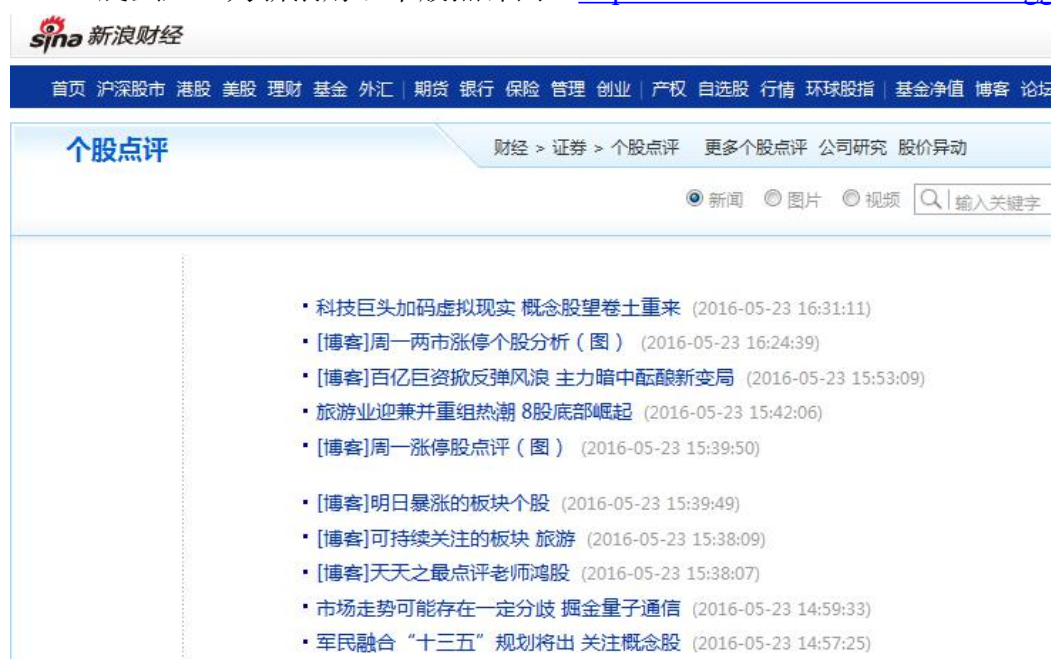 sina 新浪财经
首页 沪深股市 港股 美股 理财 基金 外汇 | 期货 银行 保险 管理 创业 | 产权 自选股 行情 环球股指 | 基金净值 博客 论坛
个股点评 财经 > 证券 > 个股点评 更多个股点评 公司研究 股价异动
新闻 图片 视频 输入关键字
科技巨头加码虚拟现实 概念股望卷土重来 (2016-05-23 16:31:11)
[博客]周一两市涨停个股分析(图) (2016-05-23 16:24:39)
[博客]百亿巨资掀反弹风浪 主力暗中酝酿新变局 (2016-05-23 15:53:09)
旅游业迎兼并重组热潮 8股底部崛起 (2016-05-23 15:42:06)
[博客]周一涨停股点评(图) (2016-05-23 15:39:50)
[博客]明日暴涨的板块个股 (2016-05-23 15:39:49)
[博客]可持续关注的板块 旅游 (2016-05-23 15:38:09)
[博客]天天之最点评老师鸿股 (2016-05-23 15:38:07)
市场走势可能存在一定分歧 掘金量子通信 (2016-05-23 14:59:33)
军民融合“十三五”规划将出 关注概念股 (2016-05-23 14:57:25)